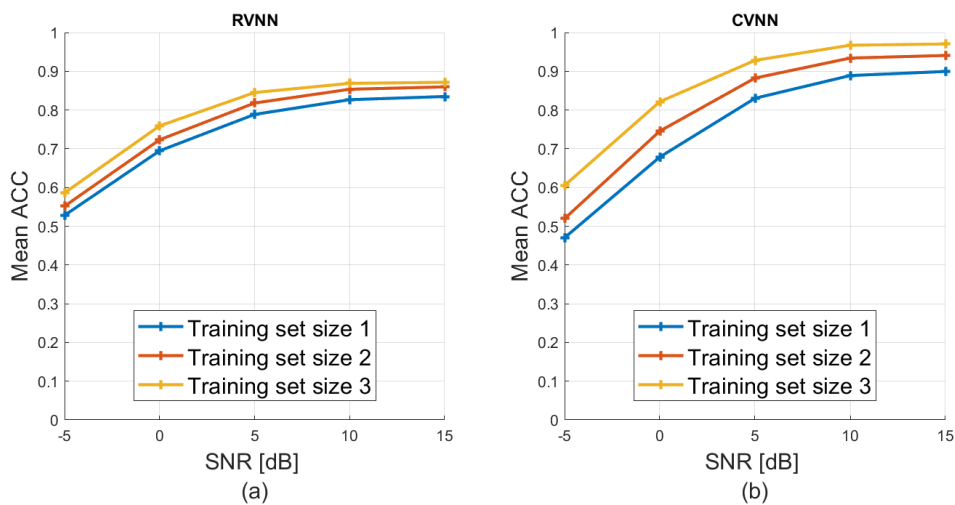 RVNN
1
0.9
0.8
0.7
0.6
0.5
0.4
0.3
0.2
0.1
0
Mean ACC
Training set size 1
Training set size 2
Training set size 3
-5 0 5 10 15
SNR [dB]
(a)
CVNN
1
0.9
0.8
0.7
0.6
0.5
0.4
0.3
0.2
0.1
0
Mean ACC
Training set size 1
Training set size 2
Training set size 3
-5 0 5 10 15
SNR [dB]
(b)